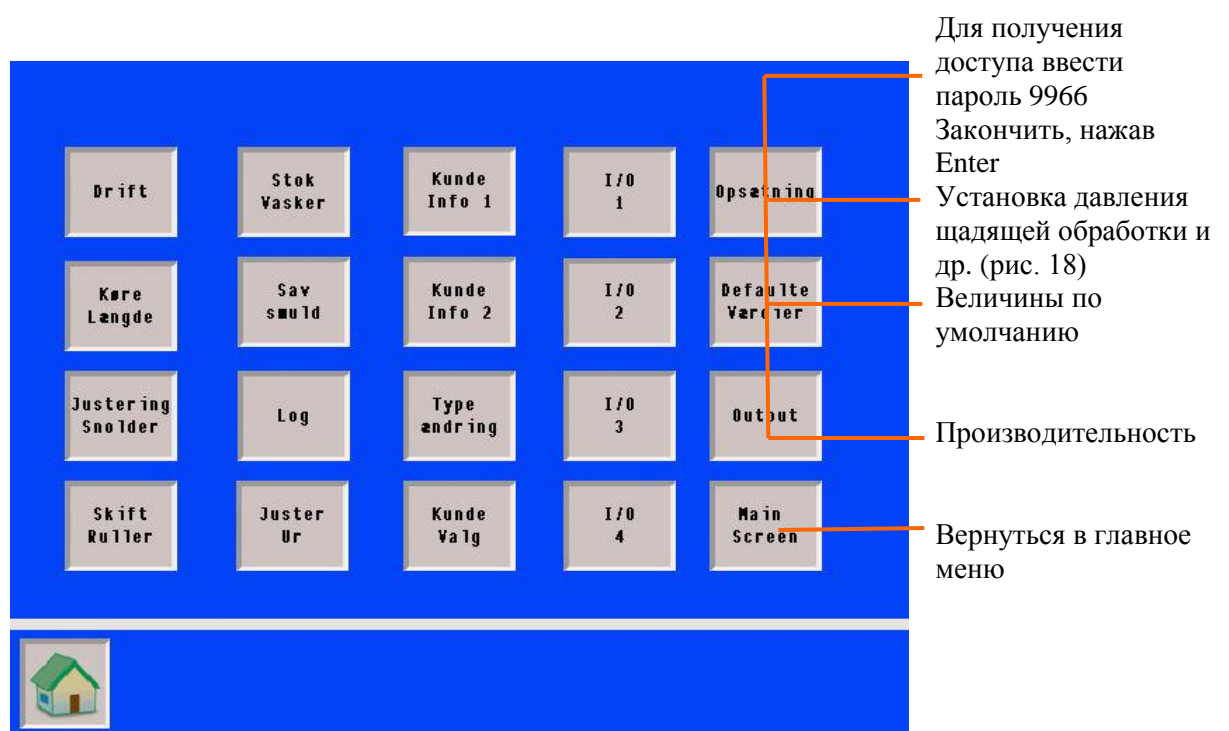 Для получения
доступа ввести
пароль 9966
Закончить, нажав
Enter
Установка давления
щадящей обработки и
др. (рис. 18)
Величины по
умолчанию
Производительность
Вернуться в главное
меню
Drift
Stok
Vasker
Kunde
Info 1
I/O
1
Opsætning
Køre
Længde
Sav
smuld
Kunde
Info 2
I/O
2
Defaulte
Værdier
Justering
Snolder
Log
Type
ændring
I/O
3
Output
Skift
Ruller
Juster
Ur
Kunde
Valg
I/O
4
Main
Screen